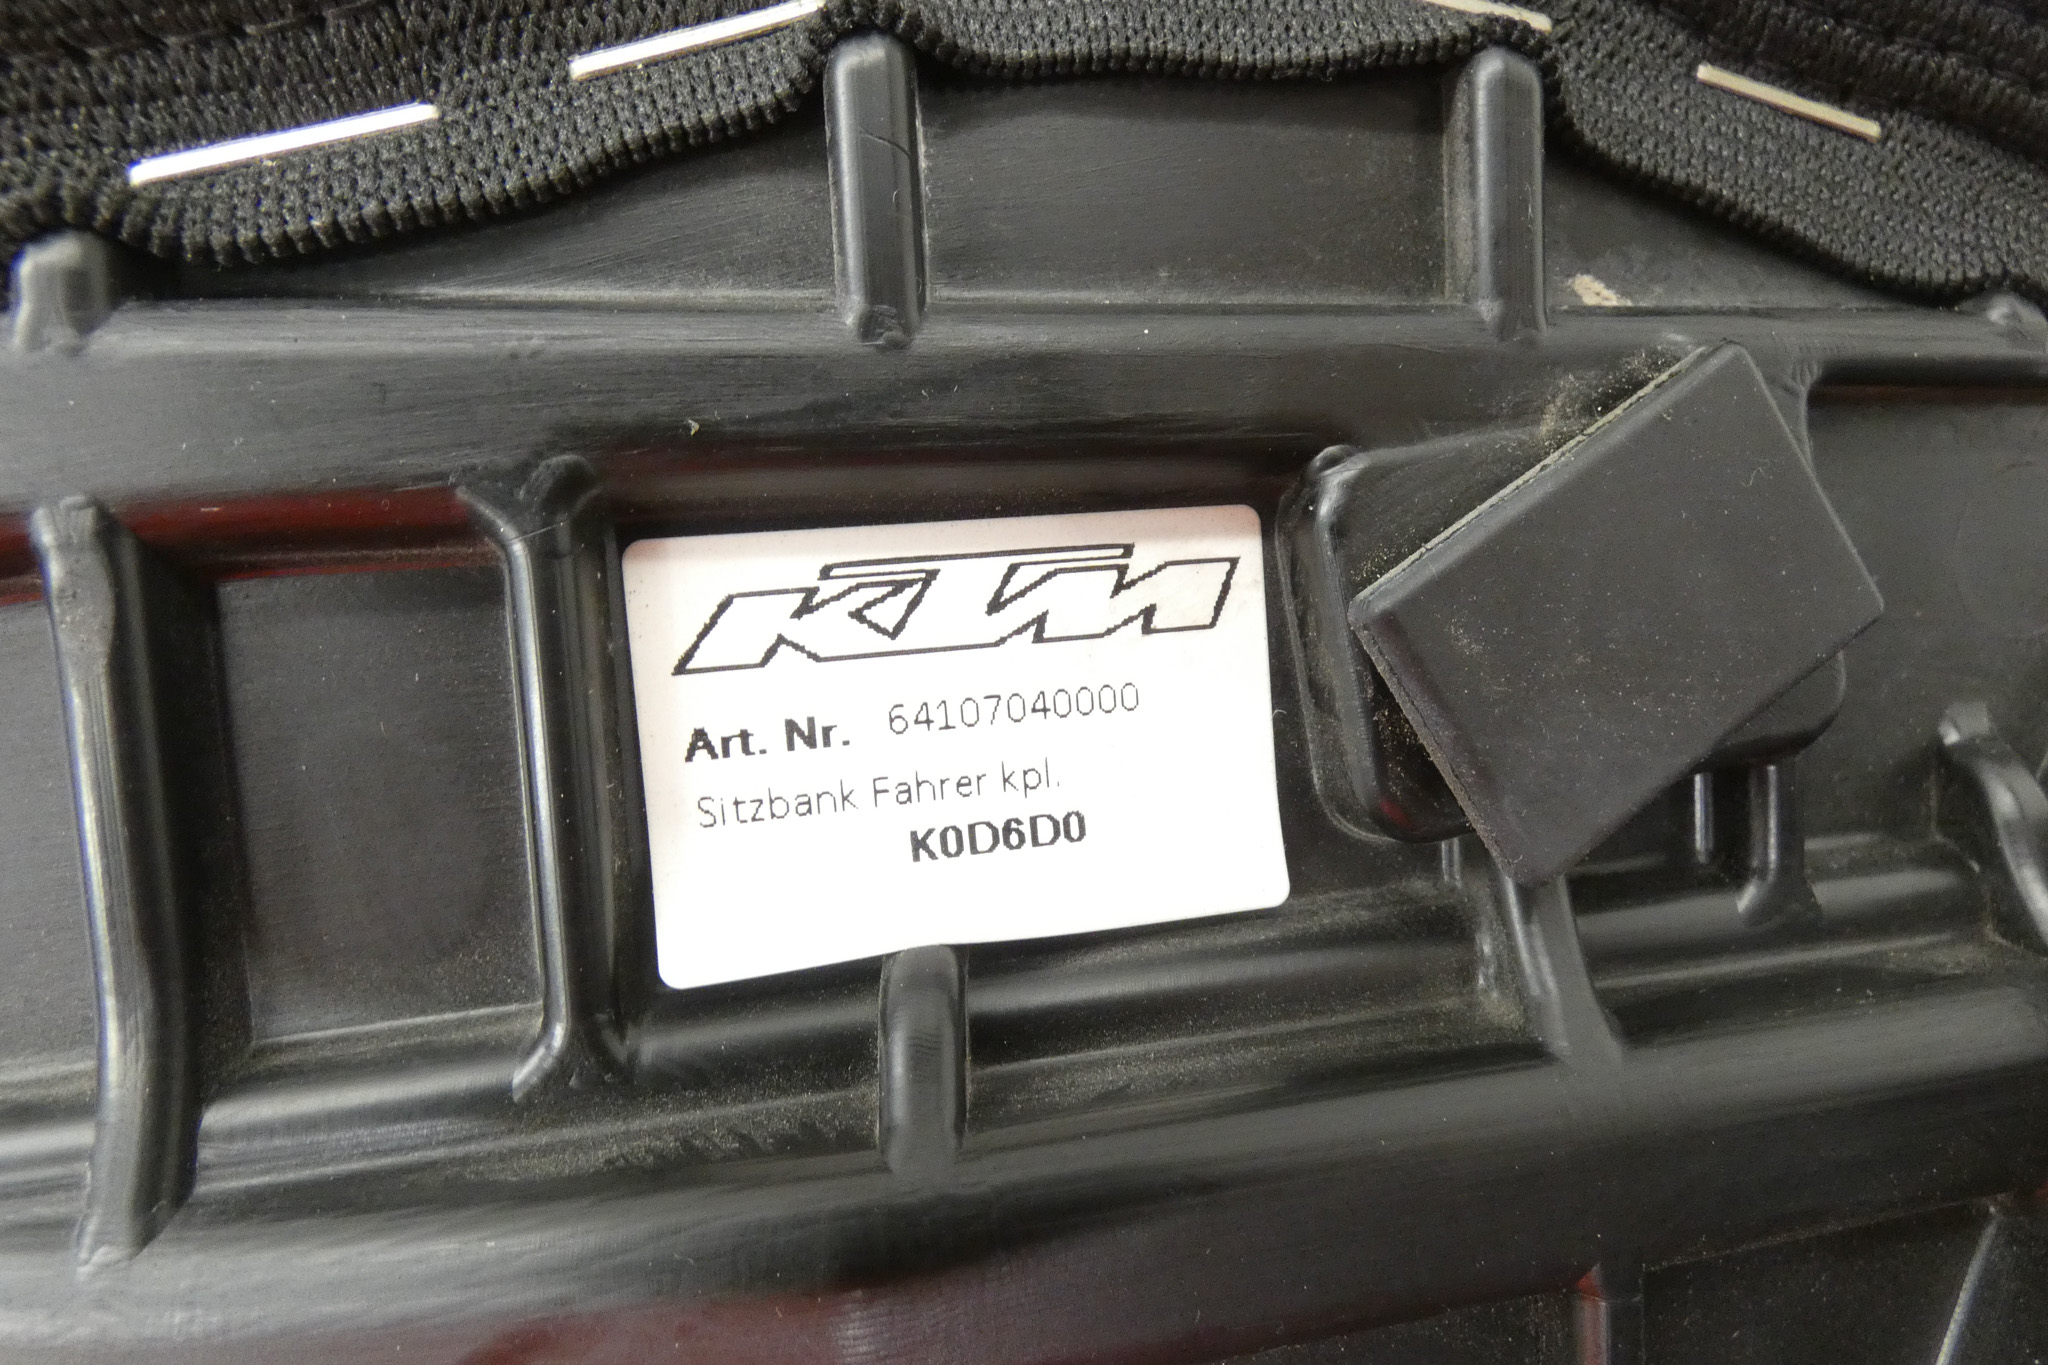 KTM
Art. Nr. 64107040000
Sitzbank Fahrer kpl.
K0D6D0